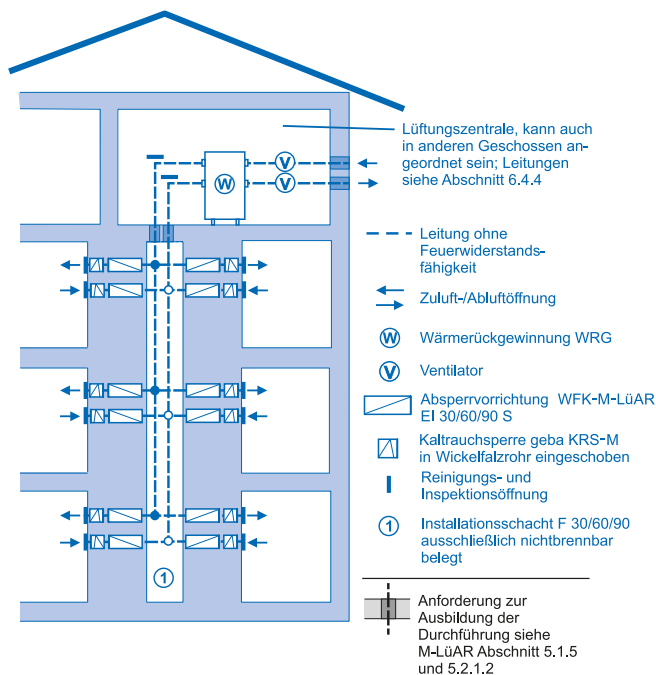 Lüftungszentrale, kann auch
in anderen Geschossen an-
geordnet sein; Leitungen
siehe Abschnitt 6.4.4
V
W
V
Leitung ohne
Feuerwiderstands-
fähigkeit
Zuluft-/Abluftöffnung
W Wärmerückgewinnung WRG
V Ventilator
Absperrvorrichtung WFK-M-LüAR
EI 30/60/90 S
Kaltrauchsperre geba KRS-M
in Wickelfalzrohr eingeschoben
Reinigungs- und
Inspektionsöffnung
1 Installationsschacht F 30/60/90
ausschließlich nichtbrennbar
belegt
1
Anforderung zur
Ausbildung der
Durchführung siehe
M-LüAR Abschnitt 5.1.5
und 5.2.1.2